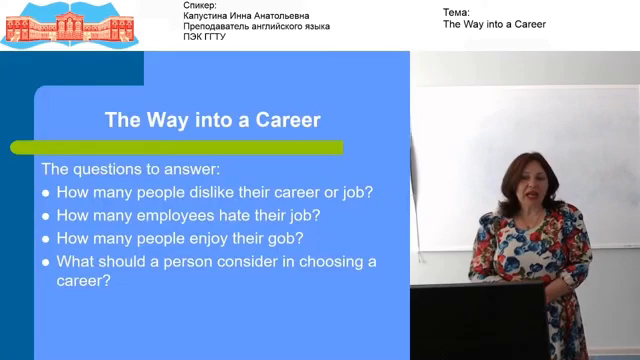 Спикер:
Капустина Инна Анатольевна
Преподаватель английского языка
ПЭК ГГТУ
Тема:
The Way into a Career
The Way into a Career
The questions to answer:
How many people dislike their career or job?
How many employees hate their job?
How many people enjoy their gob?
What should a person consider in choosing a
career?